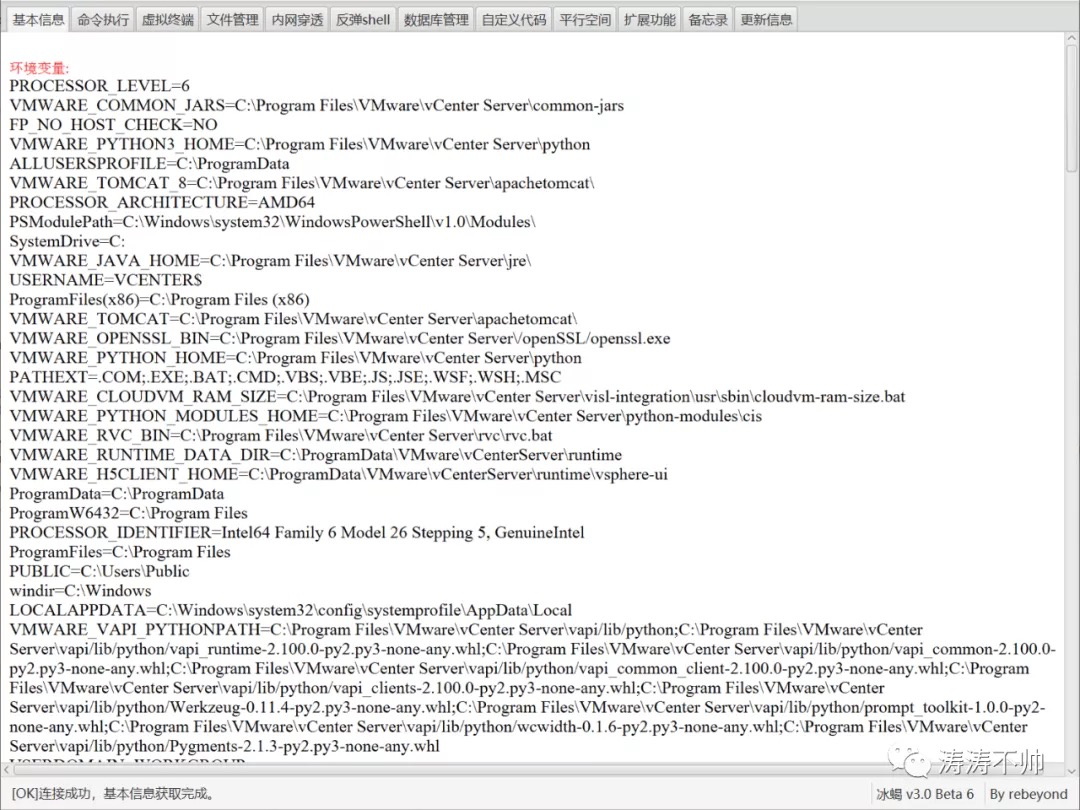 基本信息 命令执行 虚拟终端 文件管理 内网穿透 反弹shell 数据库管理 自定义代码 平行空间 扩展功能 备忘录 更新信息
环境变量:
PROCESSOR_LEVEL=6
VMWARE_COMMON_JARS=C:\Program Files\VMware\vCenter Server\common-jars
FP_NO_HOST_CHECK=NO
VMWARE_PYTHON3_HOME=C:\Program Files\VMware\vCenter Server\python
ALLUSERSPROFILE=C:\ProgramData
VMWARE_TOMCAT_8=C:\Program Files\VMware\vCenter Server\apachetomcat\
PROCESSOR_ARCHITECTURE=AMD64
PSModulePath=C:\Windows\system32\WindowsPowerShell\v1.0\Modules\
SystemDrive=C:
VMWARE_JAVA_HOME=C:\Program Files\VMware\vCenter Server\jre\
USERNAME=VCENTER$
ProgramFiles(x86)=C:\Program Files (x86)
VMWARE_TOMCAT=C:\Program Files\VMware\vCenter Server\apachetomcat\
VMWARE_OPENSSL_BIN=C:\Program Files\VMware\vCenter Server\/openSSL/openssl.exe
VMWARE_PYTHON_HOME=C:\Program Files\VMware\vCenter Server\python
PATHEXT=.COM;.EXE;.BAT;.CMD;.VBS;.VBE;.JS;.JSE;.WSF;.WSH;.MSC
VMWARE_CLOUDVM_RAM_SIZE=C:\Program Files\VMware\vCenter Server\visl-integration\usr\sbin\cloudvm-ram-size.bat
VMWARE_PYTHON_MODULES_HOME=C:\Program Files\VMware\vCenter Server\python-modules\cis
VMWARE_RVC_BIN=C:\Program Files\VMware\vCenter Server\rvc\rvc.bat
VMWARE_RUNTIME_DATA_DIR=C:\ProgramData\VMware\vCenterServer\runtime
VMWARE_H5CLIENT_HOME=C:\ProgramData\VMware\vCenterServer\runtime\vsphere-ui
ProgramData=C:\ProgramData
ProgramW6432=C:\Program Files
PROCESSOR_IDENTIFIER=Intel64 Family 6 Model 26 Stepping 5, GenuineIntel
ProgramFiles=C:\Program Files
PUBLIC=C:\Users\Public
windir=C:\Windows
LOCALAPPDATA=C:\Windows\system32\config\systemprofile\AppData\Local
VMWARE_VAPI_PYTHONPATH=C:\Program Files\VMware\vCenter Server\vapi/lib/python;C:\Program Files\VMware\vCenter
Server\vapi/lib/python/vapi_runtime-2.100.0-py2.py3-none-any.whl;C:\Program Files\VMware\vCenter Server\vapi/lib/python/vapi_common-2.100.0-
py2.py3-none-any.whl;C:\Program Files\VMware\vCenter Server\vapi/lib/python/vapi_common_client-2.100.0-py2.py3-none-any.whl;C:\Program
Files\VMware\vCenter Server\vapi/lib/python/vapi_clients-2.100.0-py2.py3-none-any.whl;C:\Program Files\VMware\vCenter
Server\vapi/lib/python/Werkzeug-0.11.4-py2.py3-none-any.whl;C:\Program Files\VMware\vCenter Server\vapi/lib/python/prompt_toolkit-1.0.0-py2-
none-any.whl;C:\Program Files\VMware\vCenter Server\vapi/lib/python/wcwidth-0.1.6-py2.py3-none-any.whl;C:\Program Files\VMware\vCenter
Server\vapi/lib/python/Pygments-2.1.3-py2.py3-none-any.whl
USERDOMAIN=WORKGROUP
涛涛不帅
[OK]连接成功，基本信息获取完成。 冰蝎 v3.0 Beta 6 By rebeyond